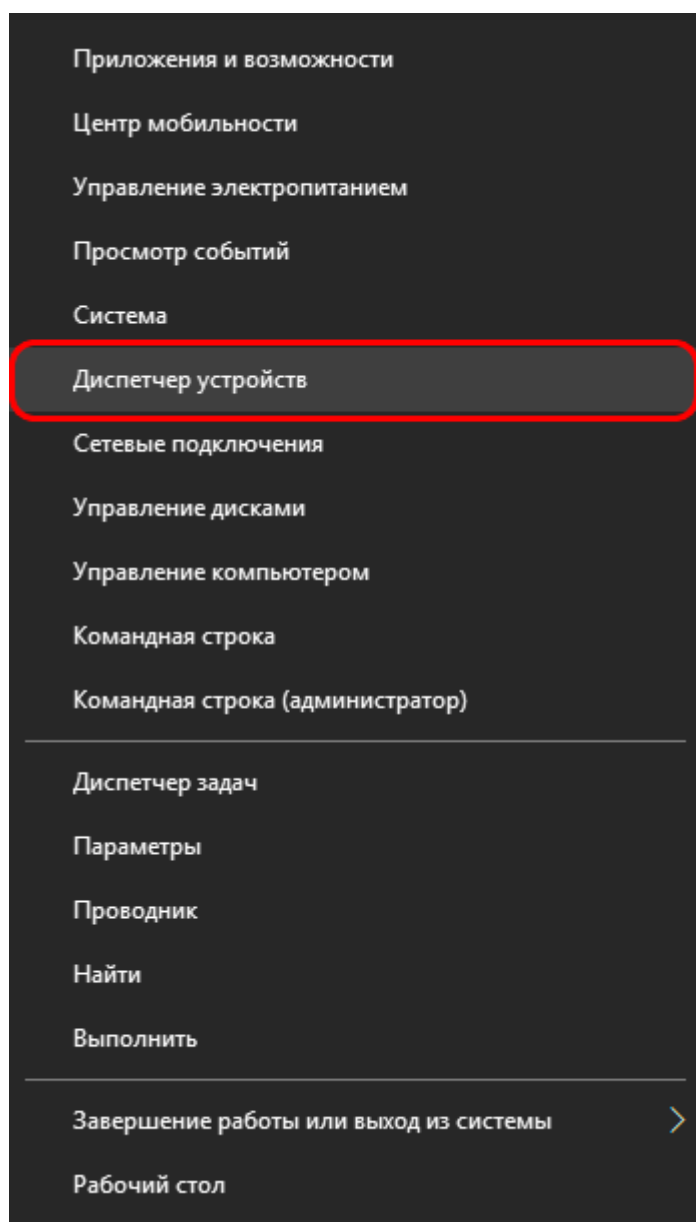 Приложения и возможности
Центр мобильности
Управление электропитанием
Просмотр событий
Система
Диспетчер устройств
Сетевые подключения
Управление дисками
Управление компьютером
Командная строка
Командная строка (администратор)
Диспетчер задач
Параметры
Проводник
Найти
Выполнить
Завершение работы или выход из системы
Рабочий стол